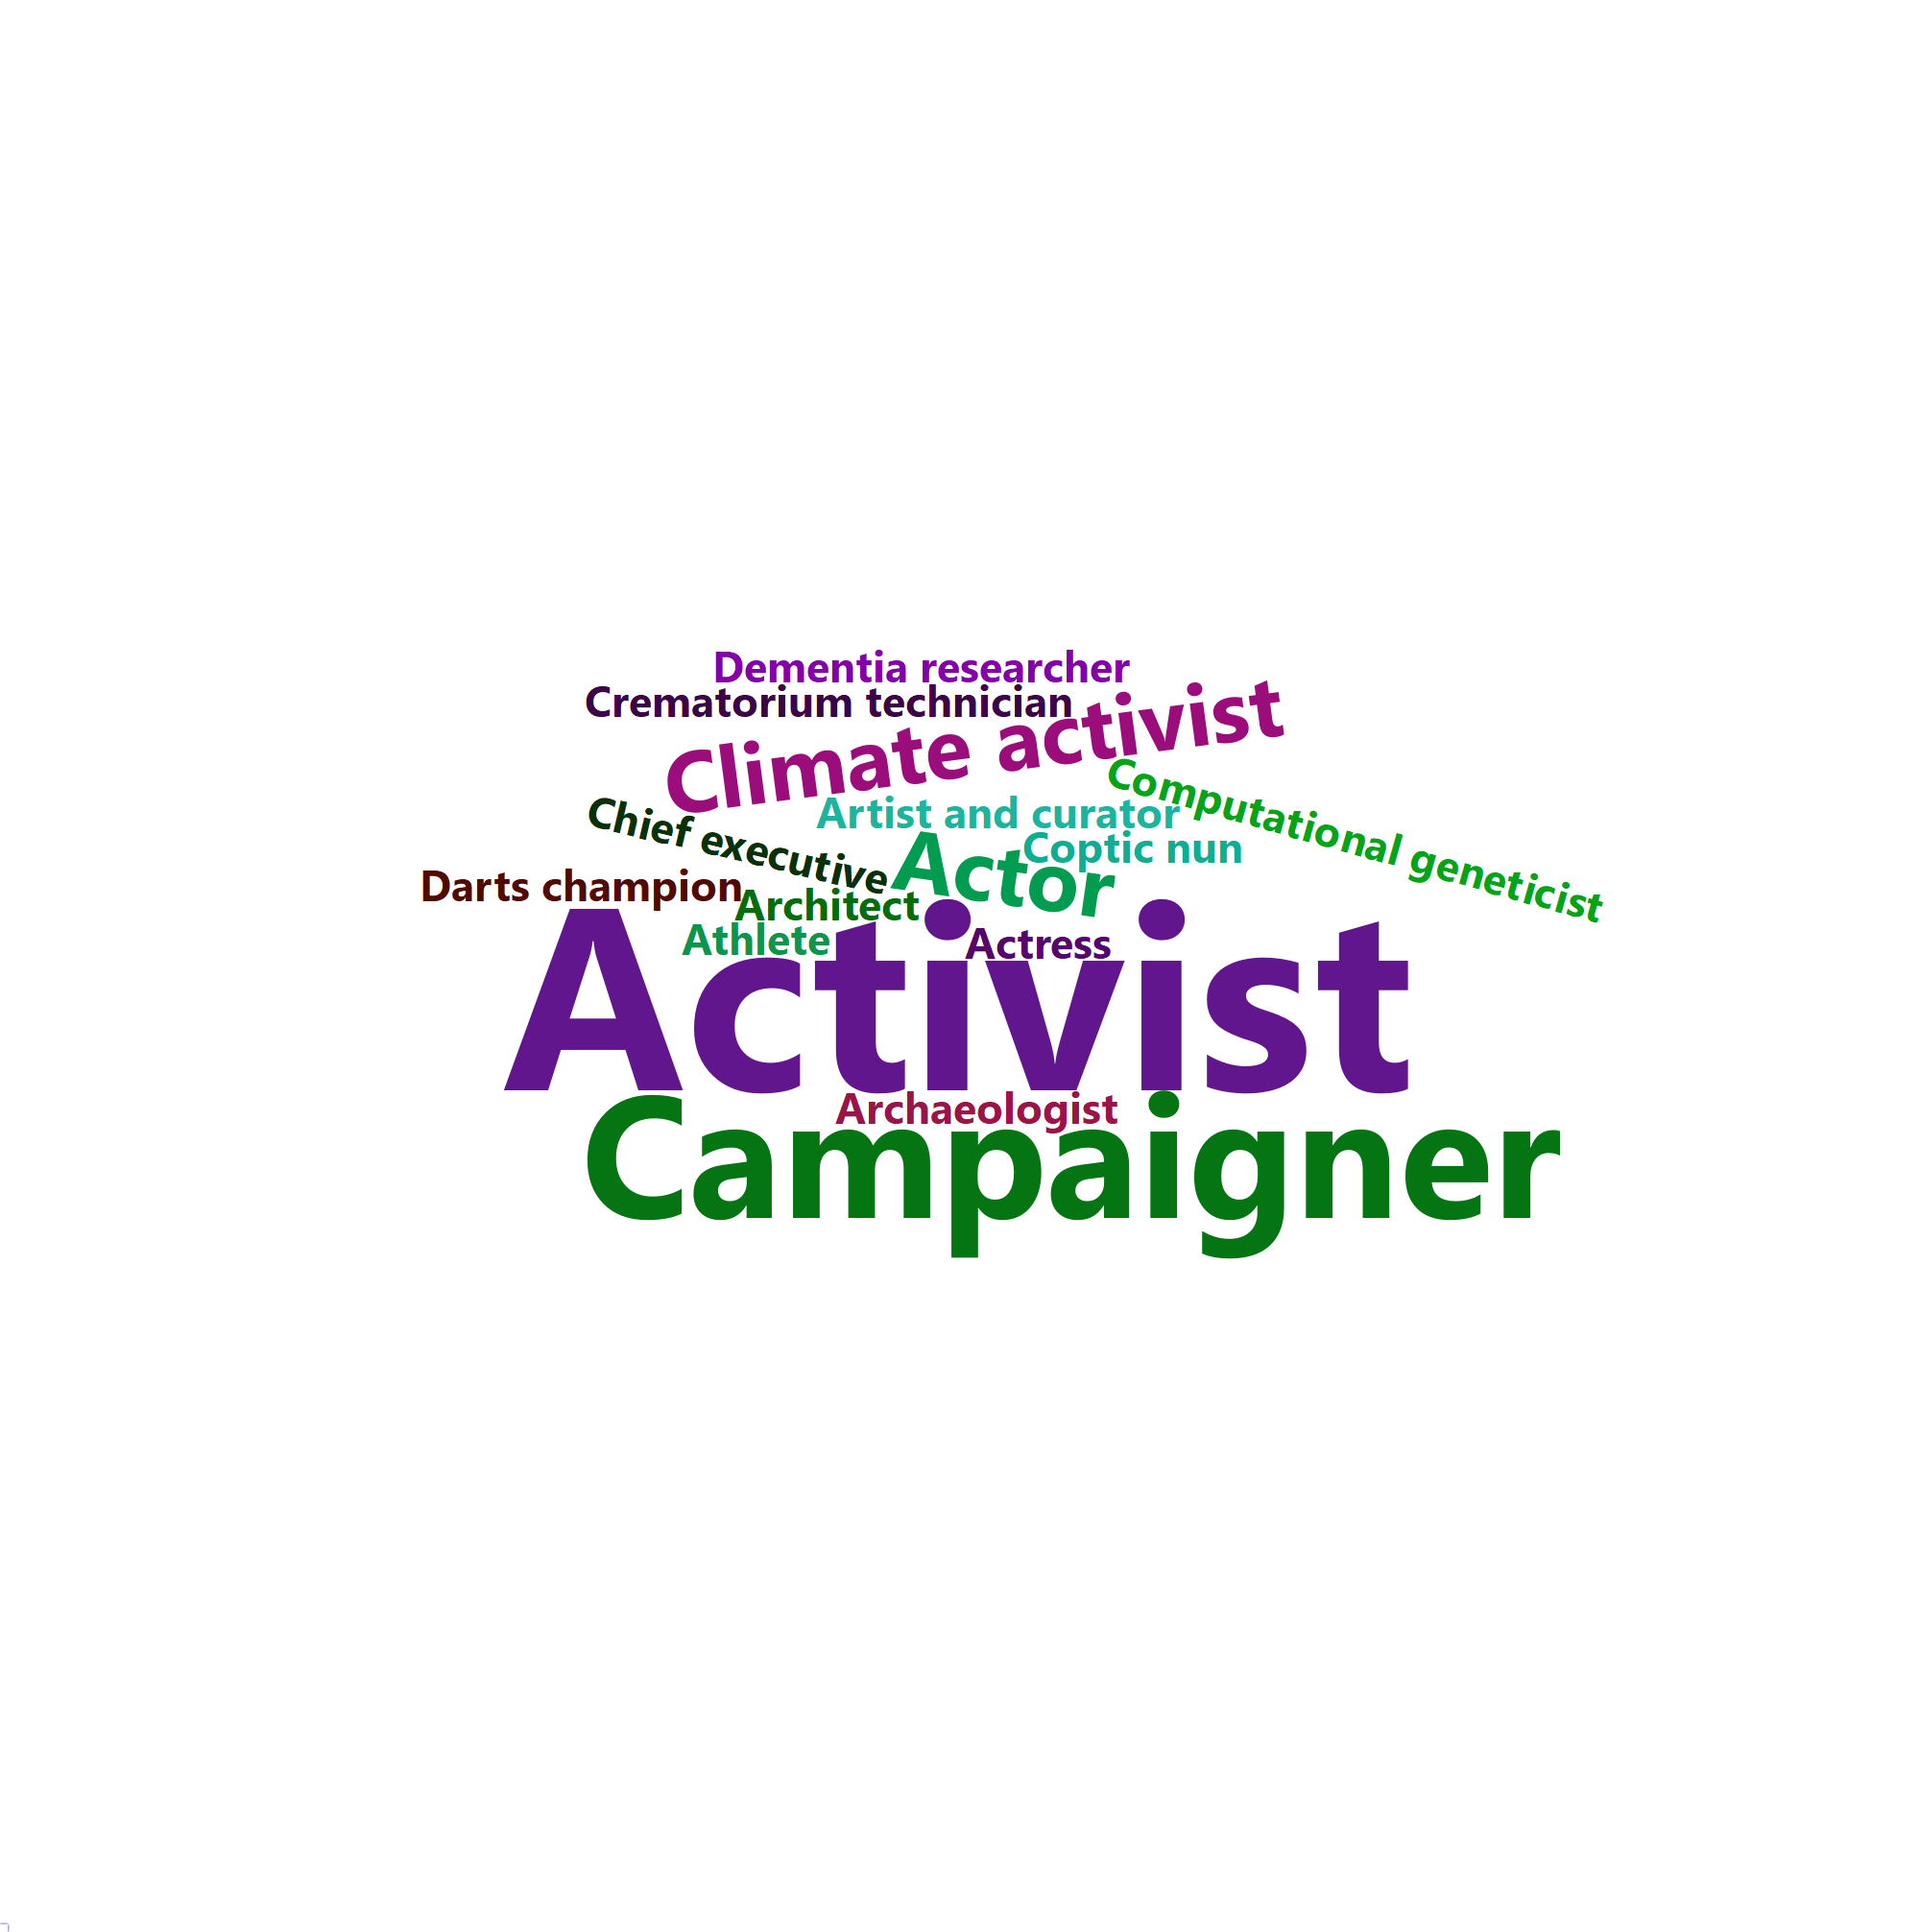 Dementia researcher
Crematorium technician
Climate activist
Computational geneticist
Artist and curator
Chief executive
Coptic nun
Actor
Darts champion
Architect
Athlete
Actress
Activist
Archaeologist
Campaigner